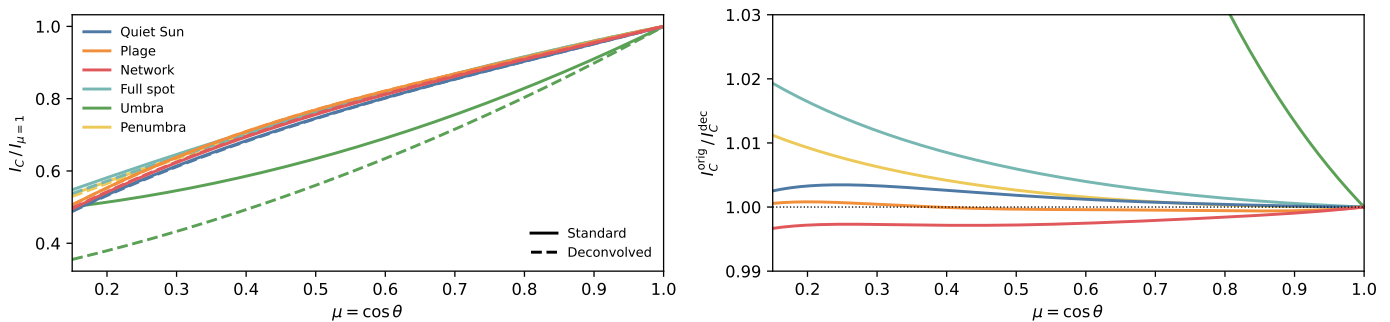 1.0
0.8
0.6
0.4
I_C / I_{μ=1}
Quiet Sun
Plage
Network
Full spot
Umbra
Penumbra
Standard
Deconvolved
0.2 0.3 0.4 0.5 0.6 0.7 0.8 0.9 1.0
μ = cos θ
1.03
1.02
1.01
1.00
0.99
I_C^orig / I_C^dec
0.2 0.3 0.4 0.5 0.6 0.7 0.8 0.9 1.0
μ = cos θ